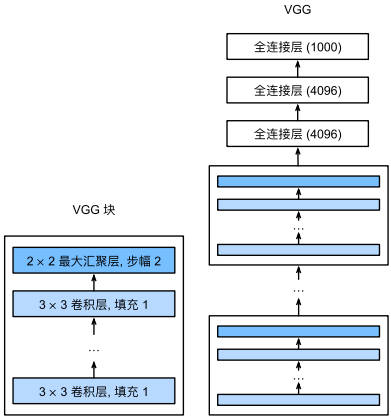 VGG
全连接层 (1000)
全连接层 (4096)
全连接层 (4096)
...
...
...
VGG 块
2 × 2 最大汇聚层, 步幅 2
3 × 3 卷积层, 填充 1
...
3 × 3 卷积层, 填充 1